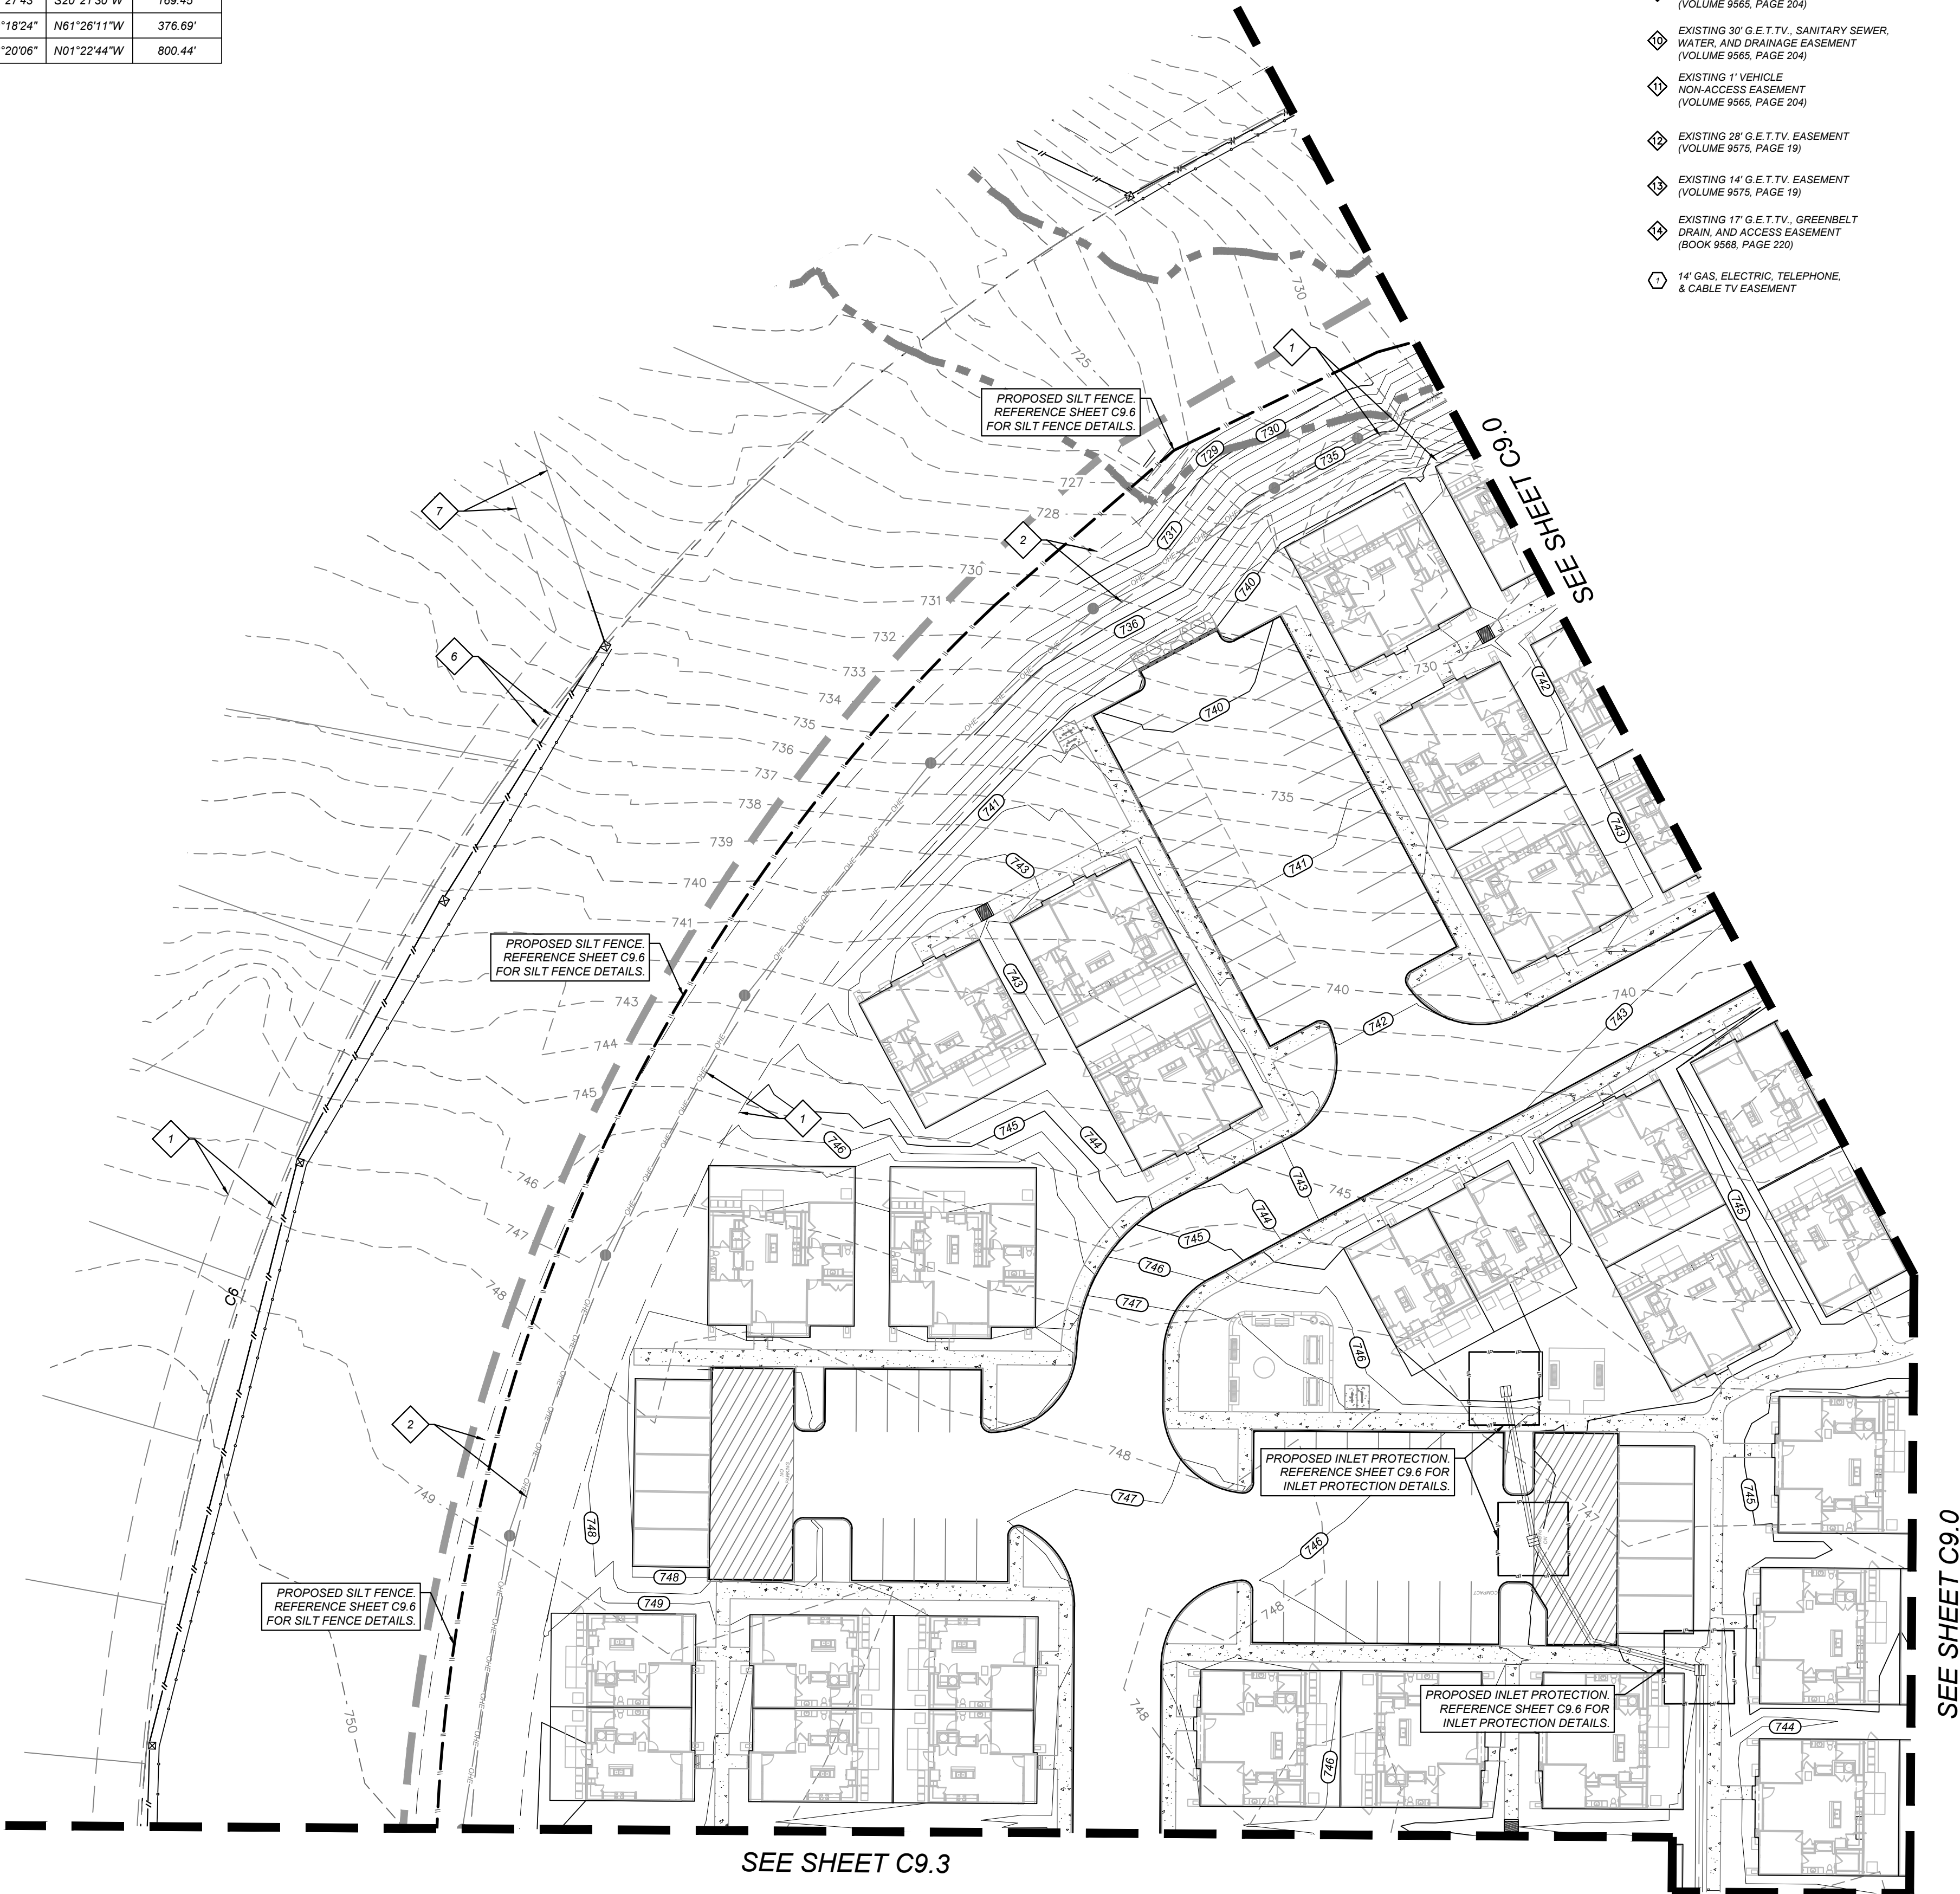 27'43"
S20°21'30"W
169.45'
°18'24"
N61°26'11"W
376.69'
°20'06"
N01°22'44"W
800.44'
(VOLUME 9565, PAGE 204)
10
EXISTING 30' G.E.T.TV., SANITARY SEWER,
WATER, AND DRAINAGE EASEMENT
(VOLUME 9565, PAGE 204)
11
EXISTING 1' VEHICLE
NON-ACCESS EASEMENT
(VOLUME 9565, PAGE 204)
12
EXISTING 28' G.E.T.TV. EASEMENT
(VOLUME 9575, PAGE 19)
13
EXISTING 14' G.E.T.TV. EASEMENT
(VOLUME 9575, PAGE 19)
14
EXISTING 17' G.E.T.TV., GREENBELT
DRAIN, AND ACCESS EASEMENT
(BOOK 9568, PAGE 220)
1
14' GAS, ELECTRIC, TELEPHONE,
& CABLE TV EASEMENT
7
730
725
1
PROPOSED SILT FENCE.
REFERENCE SHEET C9.6
FOR SILT FENCE DETAILS.
729
730
735
SEE SHEET C9.0
727
728
7
2
731
730
731
740
732
736
733
6
734
735
736
737
738
739
740
741
743
744
745
746
747
748
749
750
730
742
740
735
741
743
741
743
743
740
742
740
743
PROPOSED SILT FENCE.
REFERENCE SHEET C9.6
FOR SILT FENCE DETAILS.
1
1
746
745
744
743
745
744
745
745
746
747
746
C6
2
748
747
746
747
748
748
749
748
748
746
745
744
PROPOSED INLET PROTECTION.
REFERENCE SHEET C9.6 FOR
INLET PROTECTION DETAILS.
COMPACT
PROPOSED SILT FENCE.
REFERENCE SHEET C9.6
FOR SILT FENCE DETAILS.
PROPOSED INLET PROTECTION.
REFERENCE SHEET C9.6 FOR
INLET PROTECTION DETAILS.
OHE
SEE SHEET C9.0
SEE SHEET C9.3